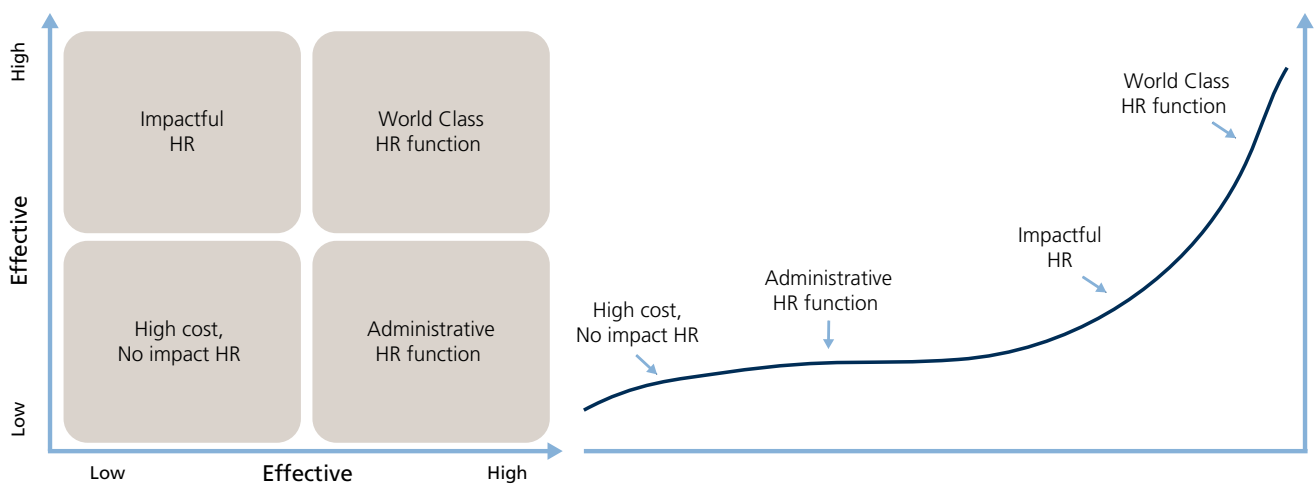 High
Effective
Low
Impactful
HR
World Class
HR function
High cost,
No impact HR
Administrative
HR function
Low
Effective
High
High cost,
No impact HR
Administrative
HR function
Impactful
HR
World Class
HR function